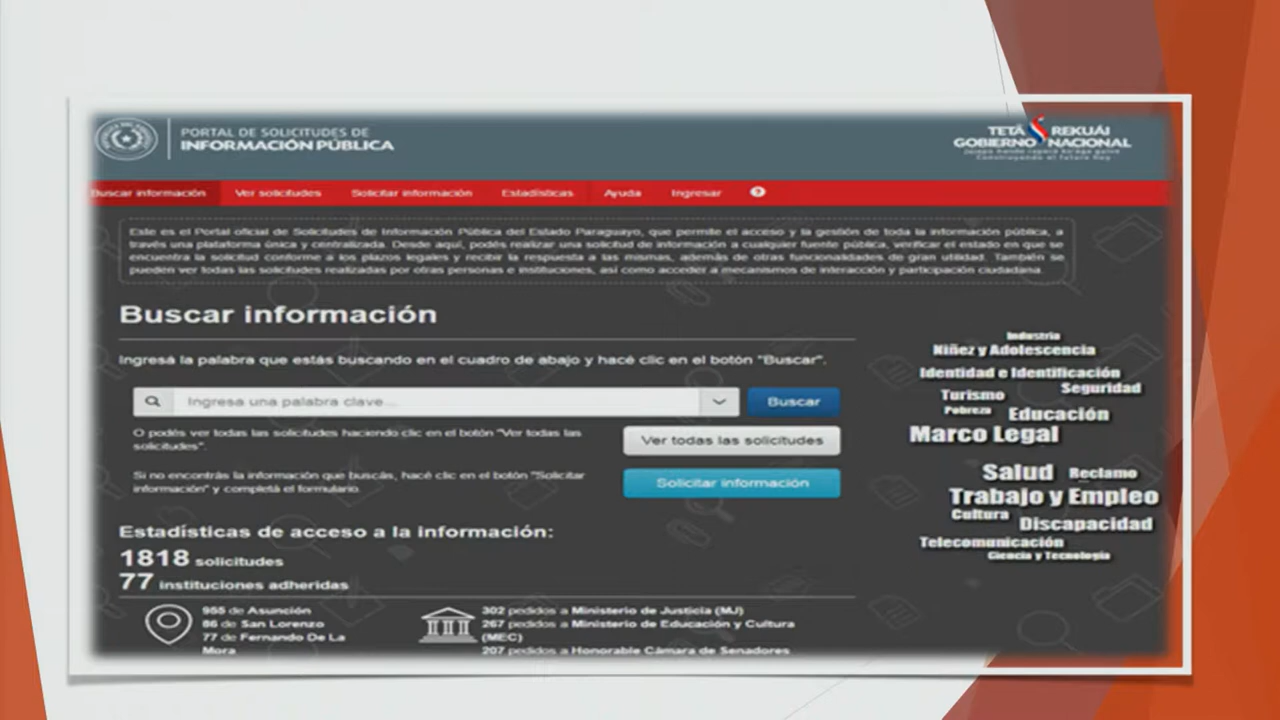 PORTAL DE SOLICITUDES DE
INFORMACIÓN PÚBLICA
TETÃ REKUÁI
GOBIERNO NACIONAL
Buscar información
Ver solicitudes
Solicitar información
Estadísticas
Ayuda
Ingresar
Este es el Portal oficial de Solicitudes de Información Pública del Estado Paraguayo, que permite el acceso y la gestión de toda la información pública, a
través una plataforma única y centralizada. Desde aquí, podés realizar una solicitud de información a cualquier fuente pública, verificar el estado en que se
encuentra la solicitud conforme a los plazos legales y recibir la respuesta a las mismas, además de otras funcionalidades de gran utilidad. También se
pueden ver todas las solicitudes realizadas por otras personas e instituciones, así como acceder a mecanismos de interacción y participación ciudadana.
Buscar información
Ingresá la palabra que estás buscando en el cuadro de abajo y hacé clic en el botón "Buscar".
Ingresa una palabra clave...
Buscar
O podés ver todas las solicitudes haciendo clic en el botón "Ver todas las
solicitudes".
Ver todas las solicitudes
Si no encontrás la información que buscás, hacé clic en el botón "Solicitar
información" y completá el formulario.
Solicitar información
Industria
Niñez y Adolescencia
Identidad e Identificación
Seguridad
Turismo
Pobreza
Educación
Marco Legal
Salud
Reclamo
Trabajo y Empleo
Cultura
Discapacidad
Telecomunicación
Ciencia y Tecnología
Estadísticas de acceso a la información:
1818 solicitudes
77 instituciones adheridas
955 de Asunción
86 de San Lorenzo
77 de Fernando De La
Mora
302 pedidos a Ministerio de Justicia (MJ)
267 pedidos a Ministerio de Educación y Cultura
(MEC)
207 pedidos a Honorable Cámara de Senadores